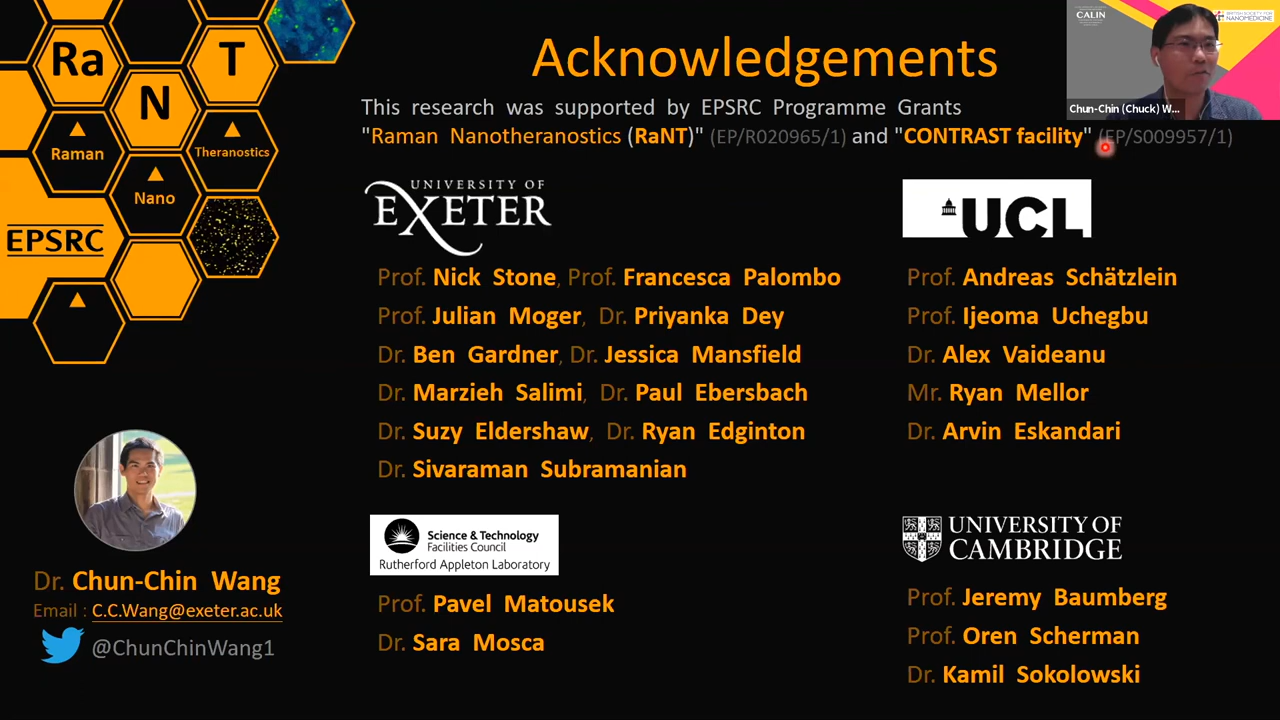 Ra
T
N
Raman
Theranostics
Nano
EPSRC
Acknowledgements
This research was supported by EPSRC Programme Grants
"Raman Nanotheranostics (RaNT)" (EP/R020965/1) and "CONTRAST facility" (EP/S009957/1)
CALIN
BRITISH SOCIETY FOR
NANOMEDICINE
Chun-Chin (Chuck) W...
UNIVERSITY OF
EXETER
Prof. Nick Stone, Prof. Francesca Palombo
Prof. Julian Moger, Dr. Priyanka Dey
Dr. Ben Gardner, Dr. Jessica Mansfield
Dr. Marzieh Salimi, Dr. Paul Ebersbach
Dr. Suzy Eldershaw, Dr. Ryan Edginton
Dr. Sivaraman Subramanian
UCL
Prof. Andreas Schätzlein
Prof. Ijeoma Uchegbu
Dr. Alex Vaideanu
Mr. Ryan Mellor
Dr. Arvin Eskandari
Science & Technology
Facilities Council
Rutherford Appleton Laboratory
Prof. Pavel Matousek
Dr. Sara Mosca
UNIVERSITY OF
CAMBRIDGE
Prof. Jeremy Baumberg
Prof. Oren Scherman
Dr. Kamil Sokolowski
Dr. Chun-Chin Wang
Email : C.C.Wang@exeter.ac.uk
@ChunChinWang1